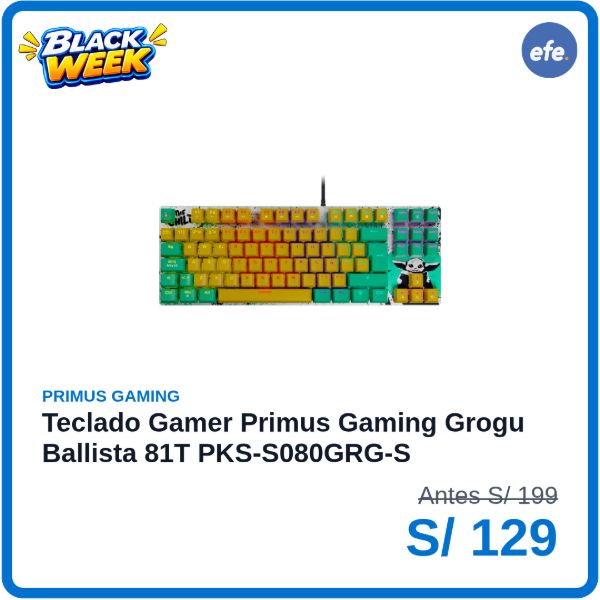 BLACK
WEEK
efe.
PRIMUS GAMING
Teclado Gamer Primus Gaming Grogu
Ballista 81T PKS-S080GRG-S
Antes S/ 199
S/ 129